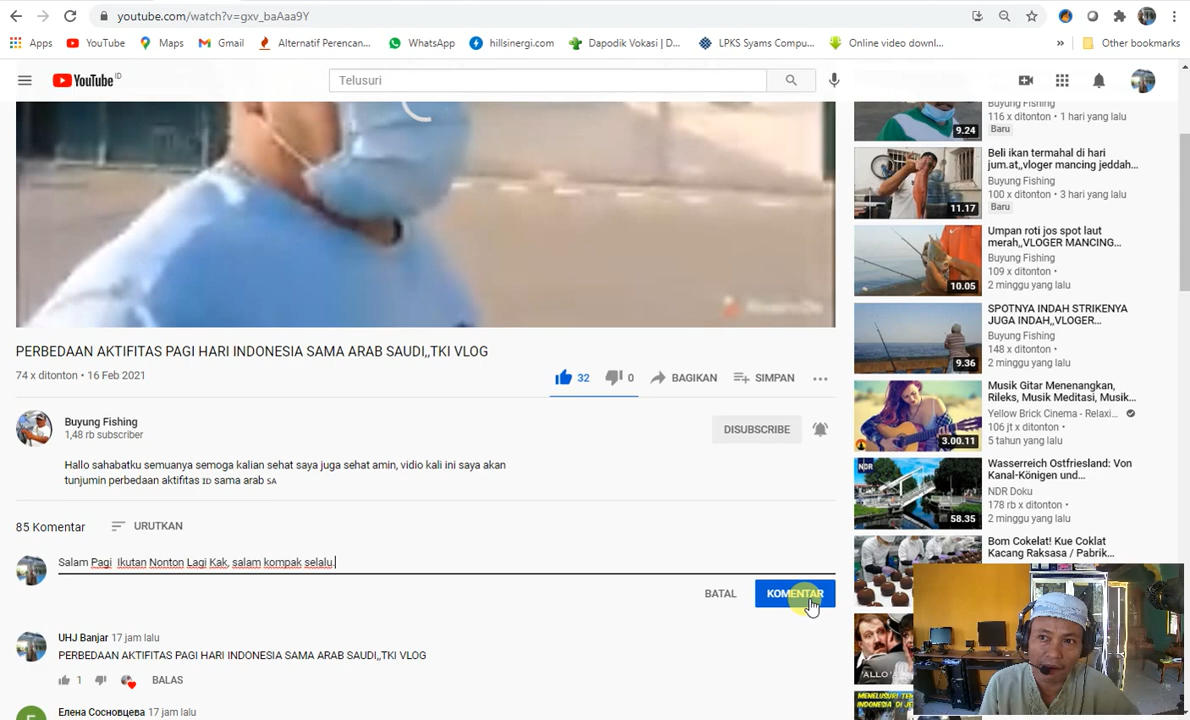 youtube.com/watch?v=gxv_baAaa9Y
Apps
YouTube
Maps
Gmail
Alternatif Perencan...
WhatsApp
hillsinergi.com
Dapodik Vokasi | D...
LPKS Syams Compu...
Online video downl...
»
Other bookmarks
YouTube ID
Telusuri
PERBEDAAN AKTIFITAS PAGI HARI INDONESIA SAMA ARAB SAUDI,,TKI VLOG
74 x ditonton • 16 Feb 2021
32
0
BAGIKAN
SIMPAN
Buyung Fishing
1,48 rb subscriber
DISUBSCRIBE
Hallo sahabatku semuanya semoga kalian sehat saya juga sehat amin, vidio kali ini saya akan
tunjumin perbedaan aktifitas ɪᴅ sama arab sᴀ
85 Komentar
URUTKAN
Salam Pagi  Ikutan Nonton Lagi Kak, salam kompak selalu.
BATAL
KOMENTAR
UHJ Banjar 17 jam lalu
PERBEDAAN AKTIFITAS PAGI HARI INDONESIA SAMA ARAB SAUDI,,TKI VLOG
1
BALAS
Елена Сосновцева 17 jam lalu
Buyung Fishing
116 x ditonton • 1 hari yang lalu
Baru
9.24
Beli ikan termahal di hari
jum.at,,vloger mancing jeddah...
Buyung Fishing
100 x ditonton • 3 hari yang lalu
Baru
11.17
Umpan roti jos spot laut
merah,,VLOGER MANCING...
Buyung Fishing
109 x ditonton •
2 minggu yang lalu
10.05
SPOTNYA INDAH STRIKENYA
JUGA INDAH,,VLOGER...
Buyung Fishing
148 x ditonton •
2 minggu yang lalu
9.36
Musik Gitar Menenangkan,
Rileks, Musik Meditasi, Musik...
Yellow Brick Cinema - Relaxi...
106 jt x ditonton •
5 tahun yang lalu
3.00.11
NDR
Wasserreich Ostfriesland: Von
Kanal-Königen und...
NDR Doku
178 rb x ditonton •
2 minggu yang lalu
58.35
Bom Cokelat! Kue Coklat
Kacang Raksasa / Pabrik...
'ALLO